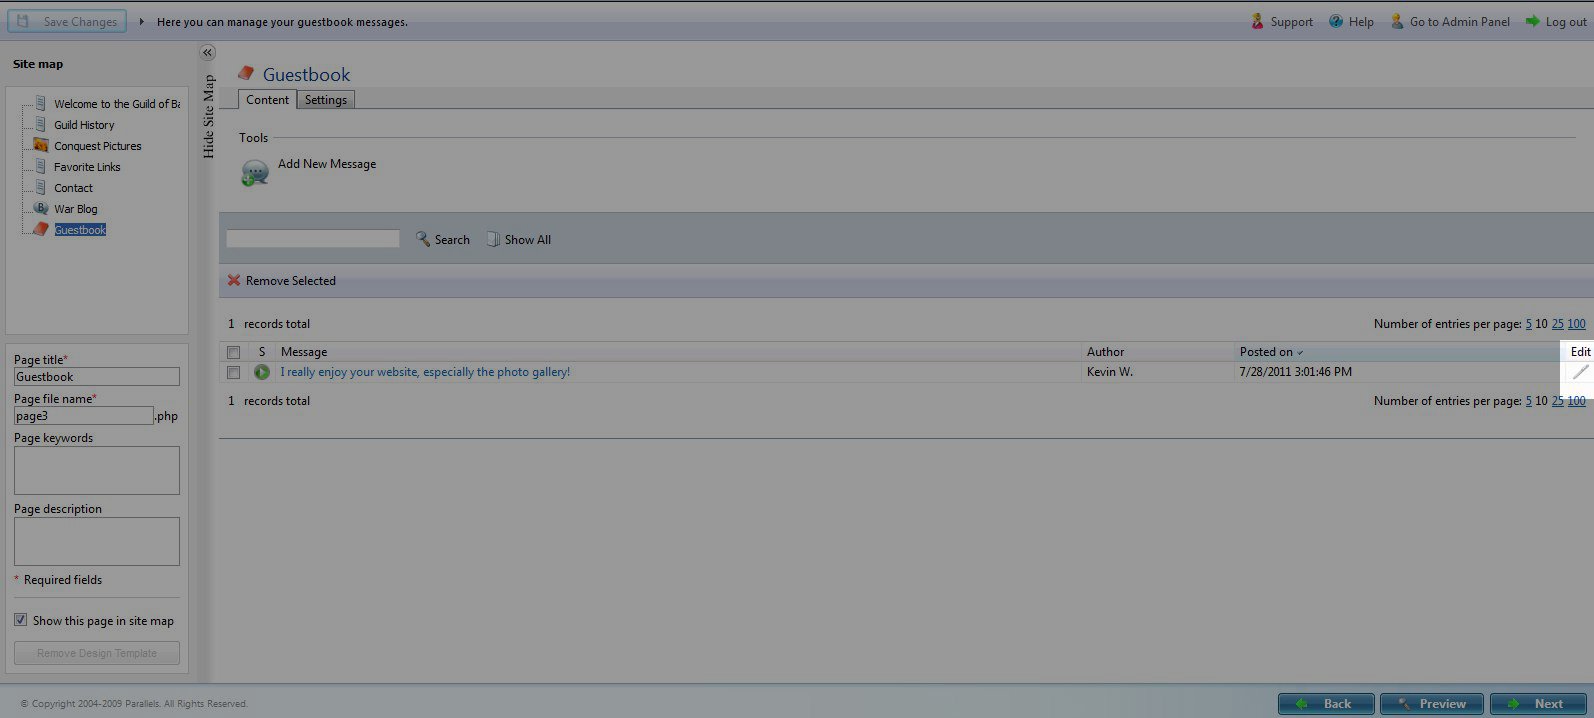 Save Changes Here you can manage your guestbook messages. Support Help Go to Admin Panel Log out
Site map
Welcome to the Guild of Ba
Guild History
Conquest Pictures
Favorite Links
Contact
War Blog
Guestbook
Page title*
Guestbook
Page file name*
page3 .php
Page keywords
Page description
* Required fields
Show this page in site map
Remove Design Template
Hide Site Map
Guestbook
Content Settings
Tools
Add New Message
Search Show All
Remove Selected
1 records total Number of entries per page: 5 10 25 100
S Message Author Posted on Edit
I really enjoy your website, especially the photo gallery! Kevin W. 7/28/2011 3:01:46 PM
1 records total Number of entries per page: 5 10 25 100
© Copyright 2004-2009 Parallels. All Rights Reserved. Back Preview Next